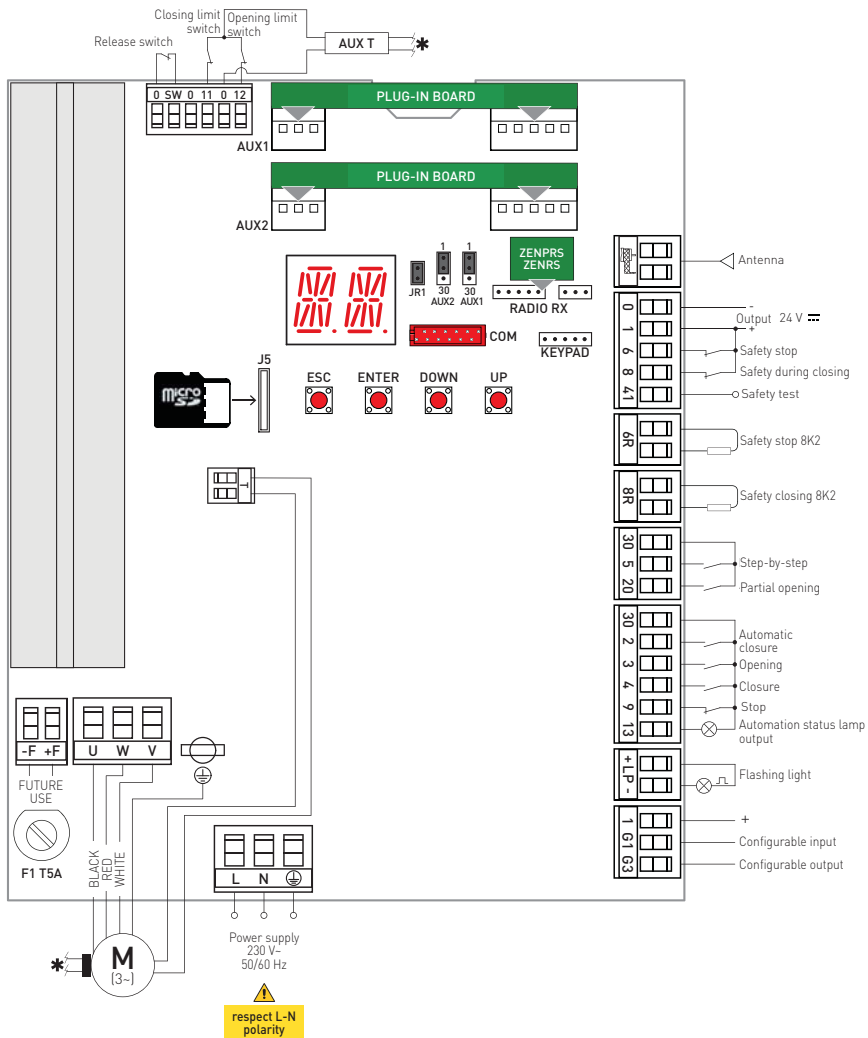 Closing limit
switch
Opening limit
switch
Release switch
AUX T
*
0 SW 0 11 0 12
PLUG-IN BOARD
AUX1
PLUG-IN BOARD
AUX2
ZENPRS
ZENRS
1
1
JR1
30
AUX2
30
AUX1
RADIO RX
COM
KEYPAD
J5
micro
SD
ESC
ENTER
DOWN
UP
T
Antenna
0
-
Output 24 V
1
+
6
Safety stop
8
Safety during closing
41
Safety test
6R
Safety stop 8K2
8R
Safety closing 8K2
30
5
Step-by-step
20
Partial opening
30
2
Automatic
closure
3
Opening
4
Closure
9
Stop
13
Automation status lamp
output
+LP-
Flashing light
1
+
G1
Configurable input
G3
Configurable output
-F +F
FUTURE
USE
U W V
F1 T5A
BLACK
RED
WHITE
L N
Power supply
230 V~
50/60 Hz
M
(3~)
*
respect L-N
polarity